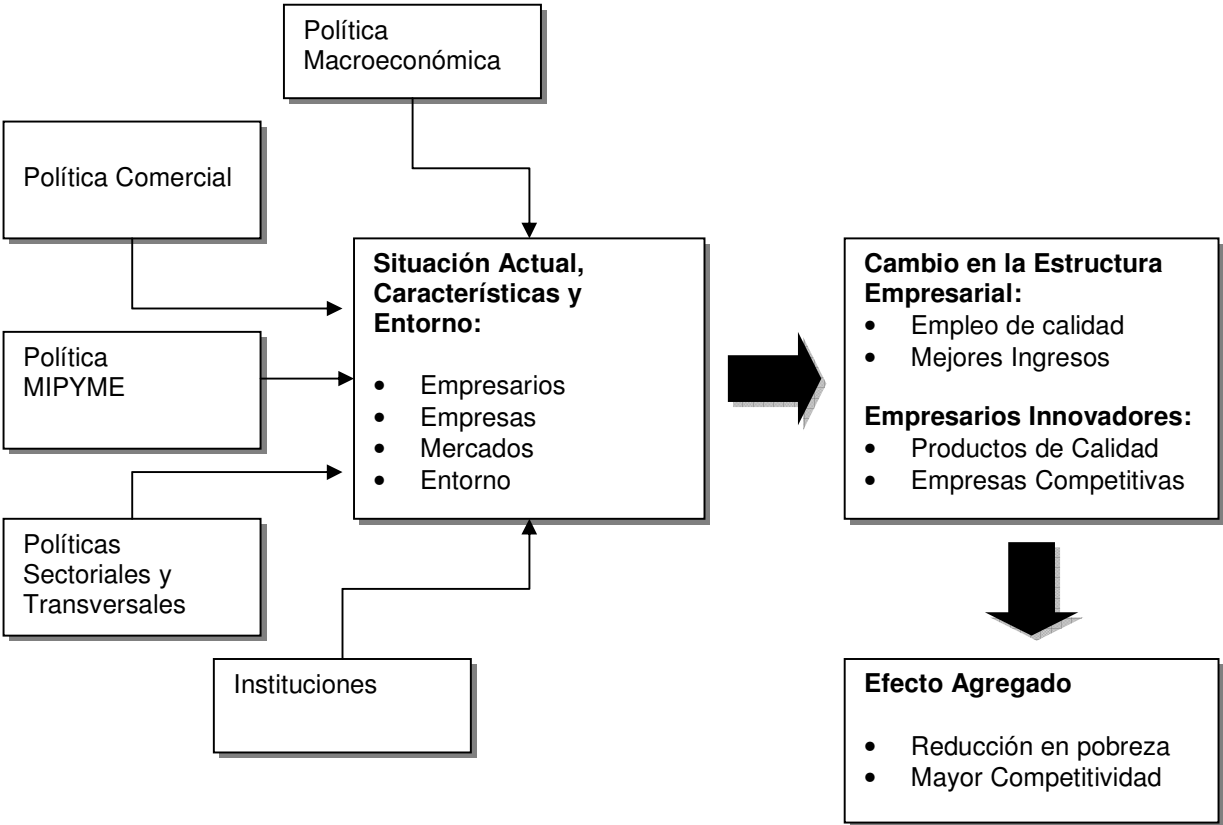 Política
Macroeconómica
Política Comercial
Política
MIPYME
Políticas
Sectoriales y
Transversales
Instituciones
Situación Actual,
Características y
Entorno:
• Empresarios
• Empresas
• Mercados
• Entorno
Cambio en la Estructura
Empresarial:
• Empleo de calidad
• Mejores Ingresos
Empresarios Innovadores:
• Productos de Calidad
• Empresas Competitivas
Efecto Agregado
• Reducción en pobreza
• Mayor Competitividad